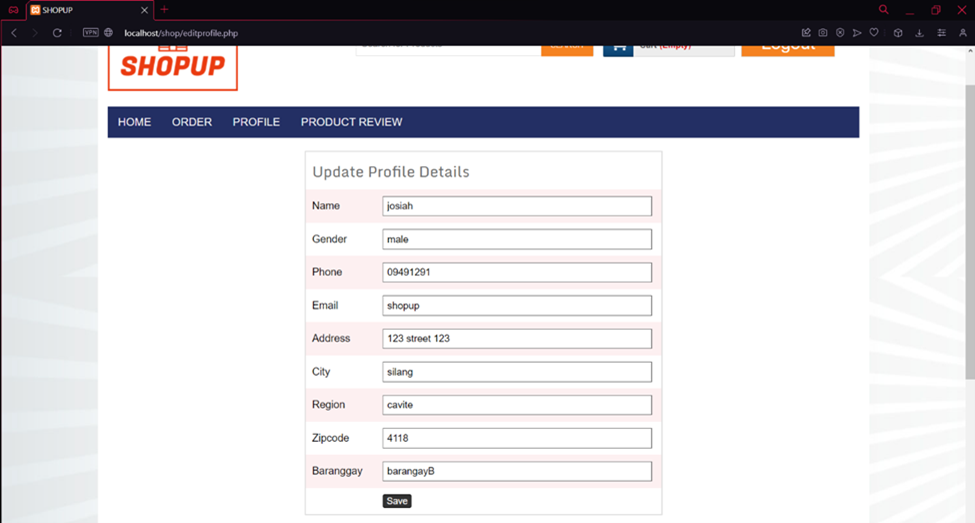 SHOPUP
VPN localhost/shop/editprofile.php
Cart (Empty) Logout
SHOPUP
HOME ORDER PROFILE PRODUCT REVIEW
Update Profile Details
Name josiah
Gender male
Phone 09491291
Email shopup
Address 123 street 123
City silang
Region cavite
Zipcode 4118
Baranggay barangayB
Save